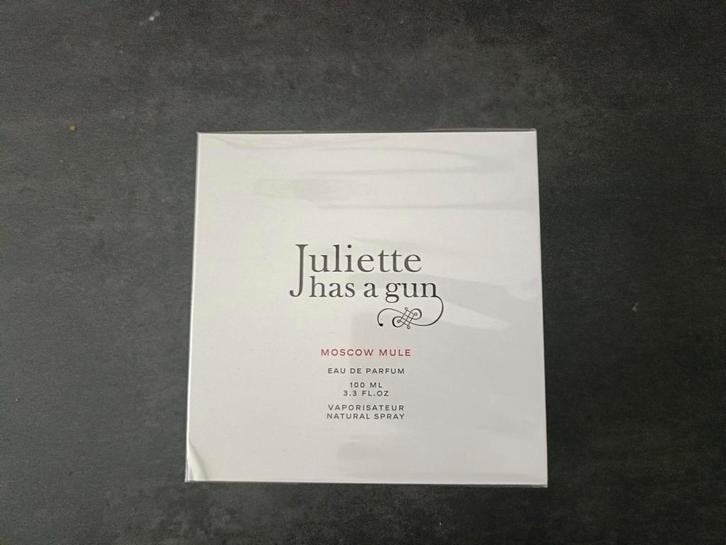 Juliette
has a gun
MOSCOW MULE
EAU DE PARFUM
100 ML
3.3 FL.OZ
VAPORISATEUR
NATURAL SPRAY